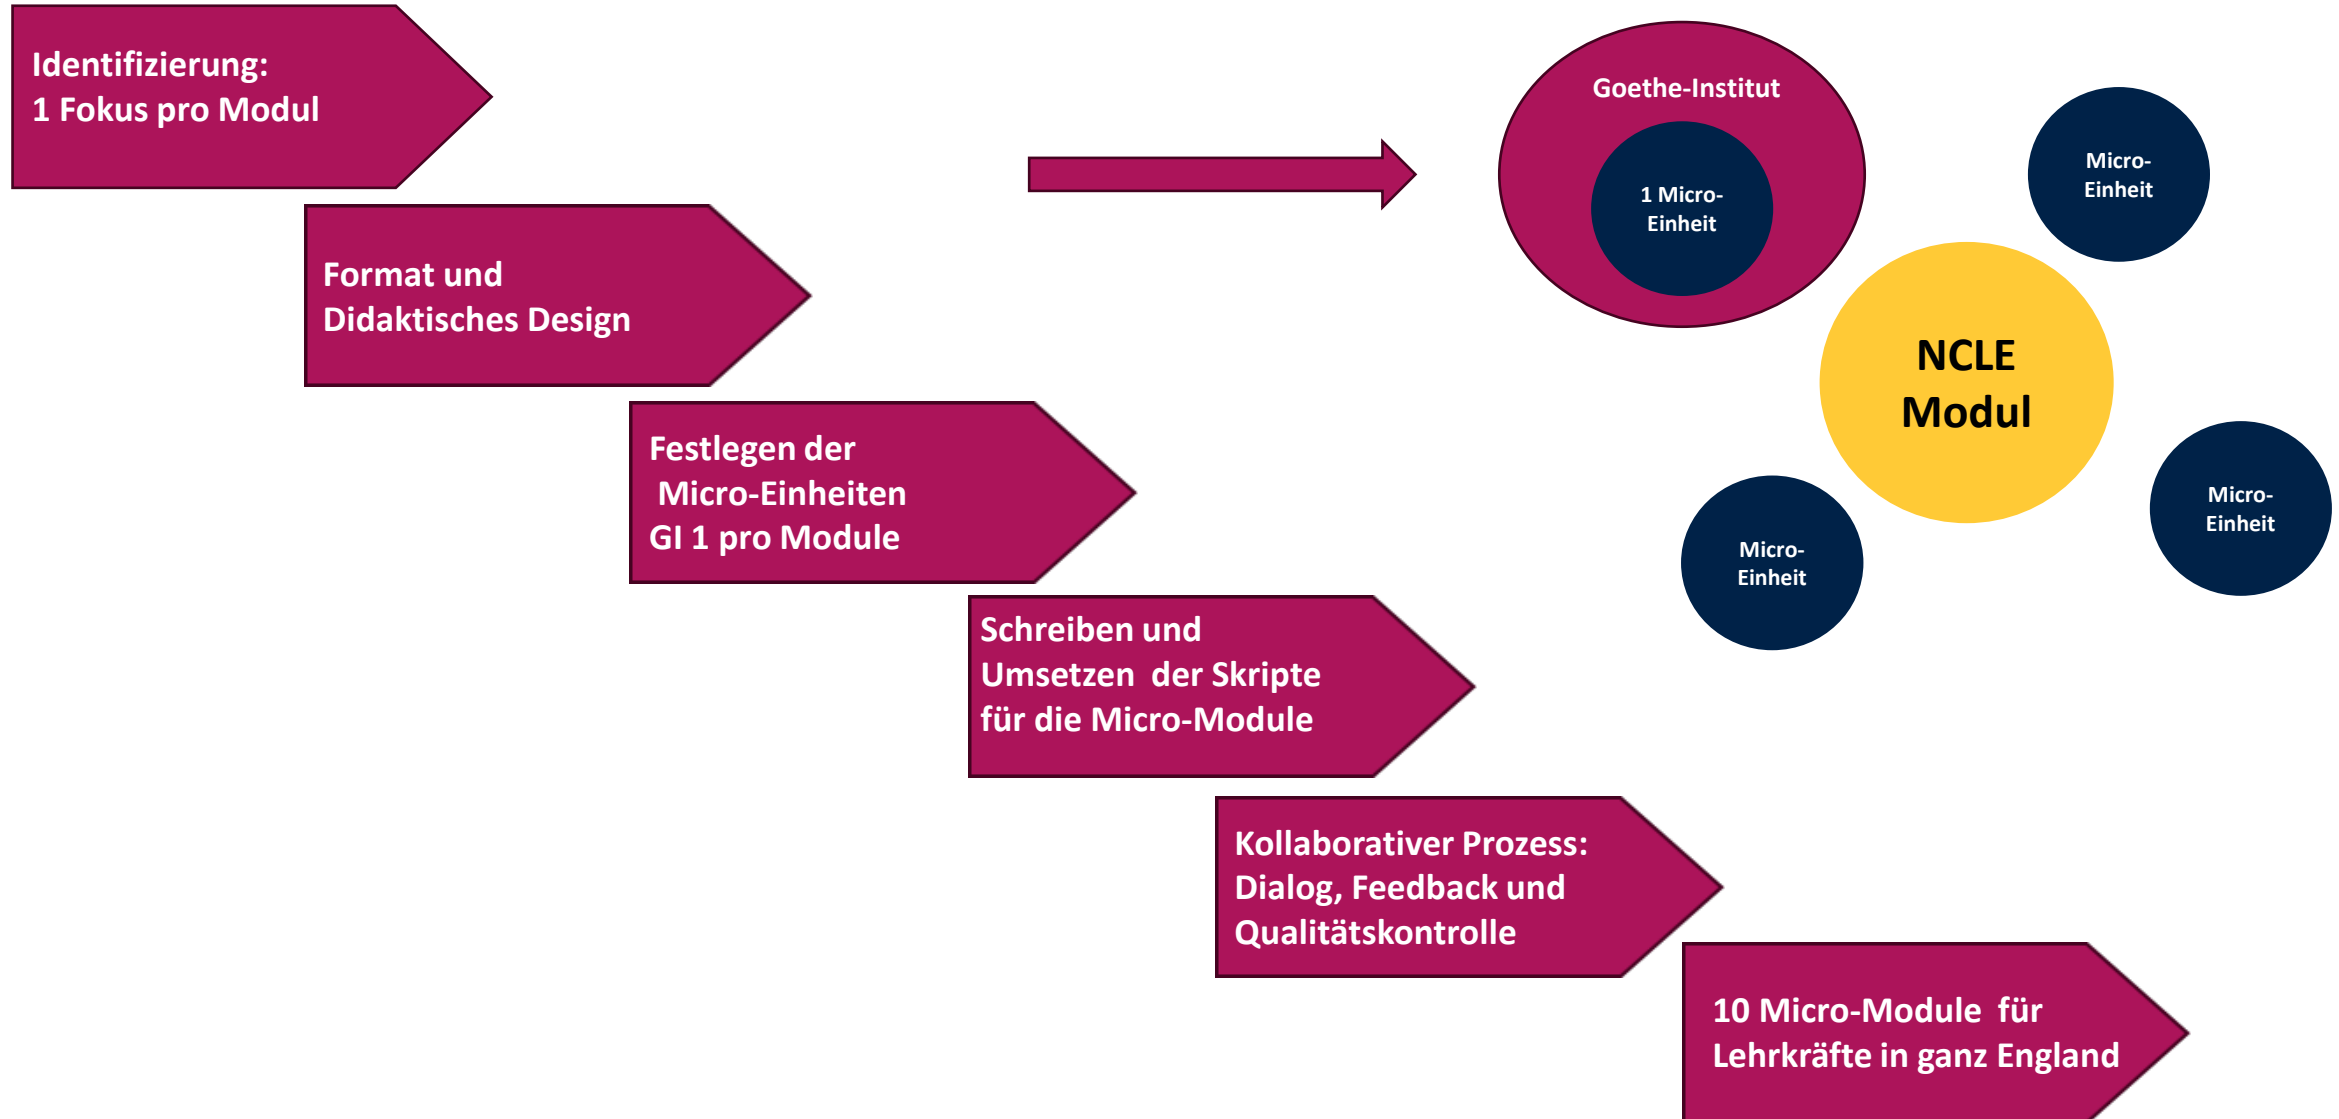 Identifizierung:
1 Fokus pro Modul
Format und
Didaktisches Design
Festlegen der
Micro-Einheiten
GI 1 pro Module
Schreiben und
Umsetzen der Skripte
für die Micro-Module
Kollaborativer Prozess:
Dialog, Feedback und
Qualitätskontrolle
10 Micro-Module für
Lehrkräfte in ganz England
Goethe-Institut
1 Micro-
Einheit
Micro-
Einheit
NCLE
Modul
Micro-
Einheit
Micro-
Einheit